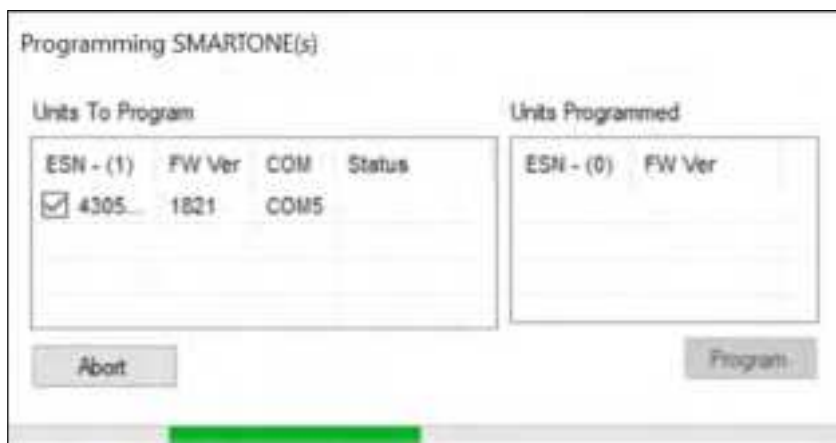 Programming SMARTONE(s)
Units To Program
Units Programmed
ESN - (1) FW Ver COM Status
ESN - (0) FW Ver
4305... 1821 COM5
Abort
Program